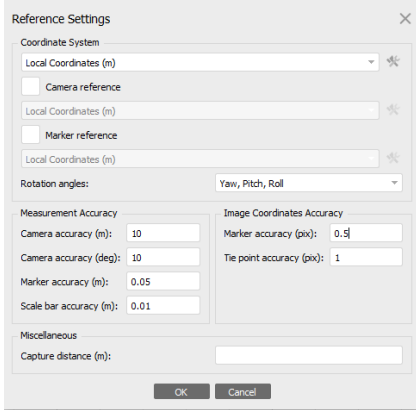 Reference Settings
Coordinate System
Local Coordinates (m)
Camera reference
Local Coordinates (m)
Marker reference
Local Coordinates (m)
Rotation angles: Yaw, Pitch, Roll
Measurement Accuracy Image Coordinates Accuracy
Camera accuracy (m): 10 Marker accuracy (pix): 0.5
Camera accuracy (deg): 10 Tie point accuracy (pix): 1
Marker accuracy (m): 0.05
Scale bar accuracy (m): 0.01
Miscellaneous
Capture distance (m):
OK Cancel